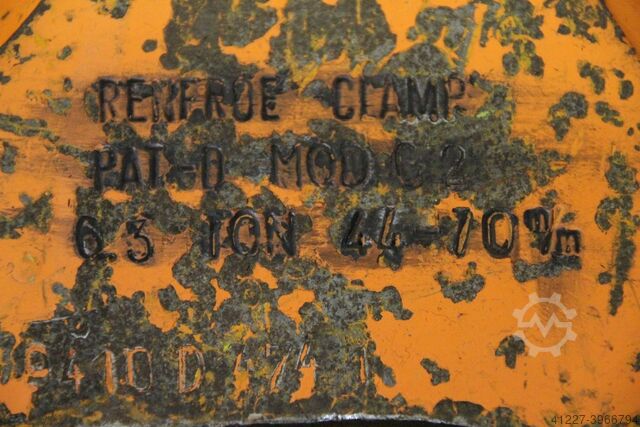 RENFROE CLAMP
PAT-D MOD G 2
6.3 TON 44-70 m/m
41227-3966794